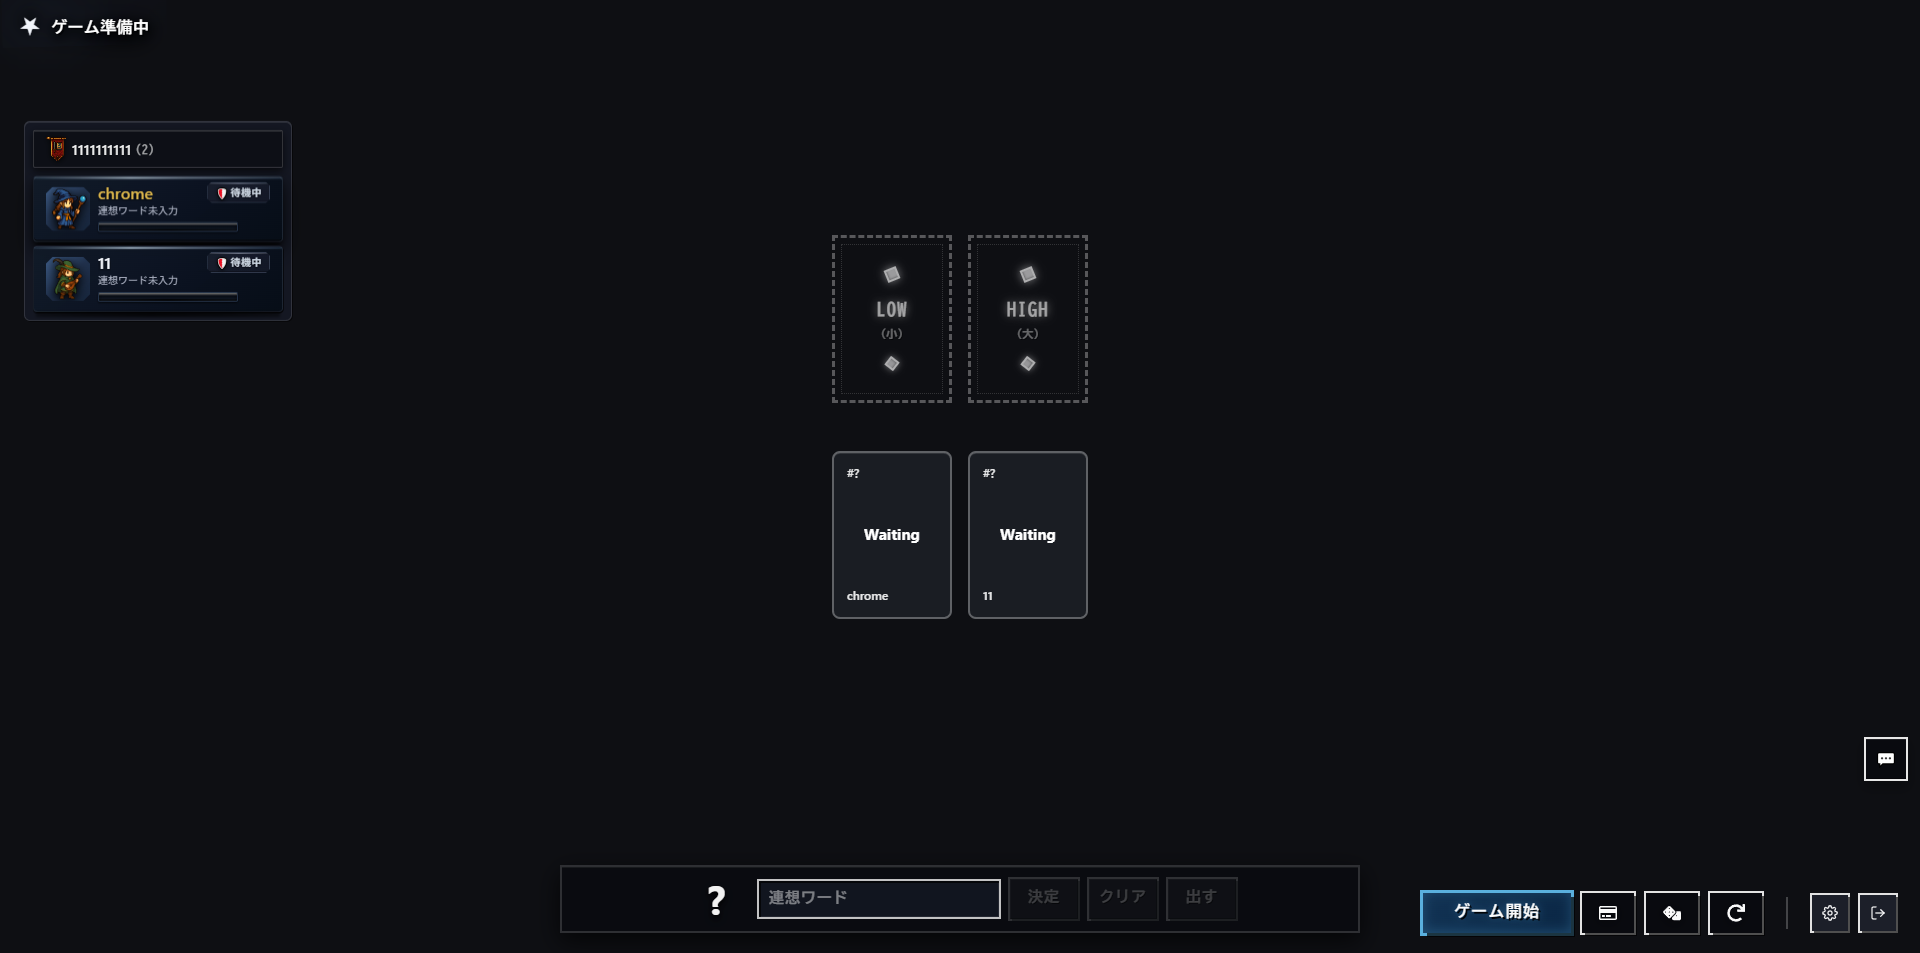 ゲーム準備中
1111111111 (2)
chrome
待機中
連想ワード未入力
11
待機中
連想ワード未入力
LOW
(小)
HIGH
(大)
#?
Waiting
chrome
#?
Waiting
11
?
連想ワード
決定
クリア
出す
ゲーム開始